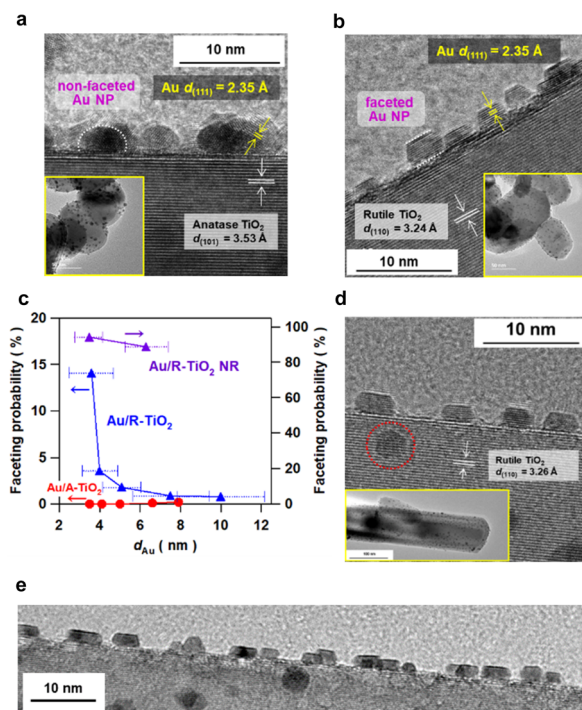 a
10 nm
non-faceted
Au NP
Au d(111) = 2.35 Å
Anatase TiO2
d(101) = 3.53 Å
b
Au d(111) = 2.35 Å
faceted
Au NP
Rutile TiO2
d(110) = 3.24 Å
10 nm
c
Faceting probability ( % )
20
15
10
5
0
Au/R-TiO2 NR
Au/R-TiO2
Au/A-TiO2
100
80
60
40
20
0
Faceting probability ( % )
2 4 6 8 10 12
dAu ( nm )
d
10 nm
Rutile TiO2
d(110) = 3.26 Å
e
10 nm